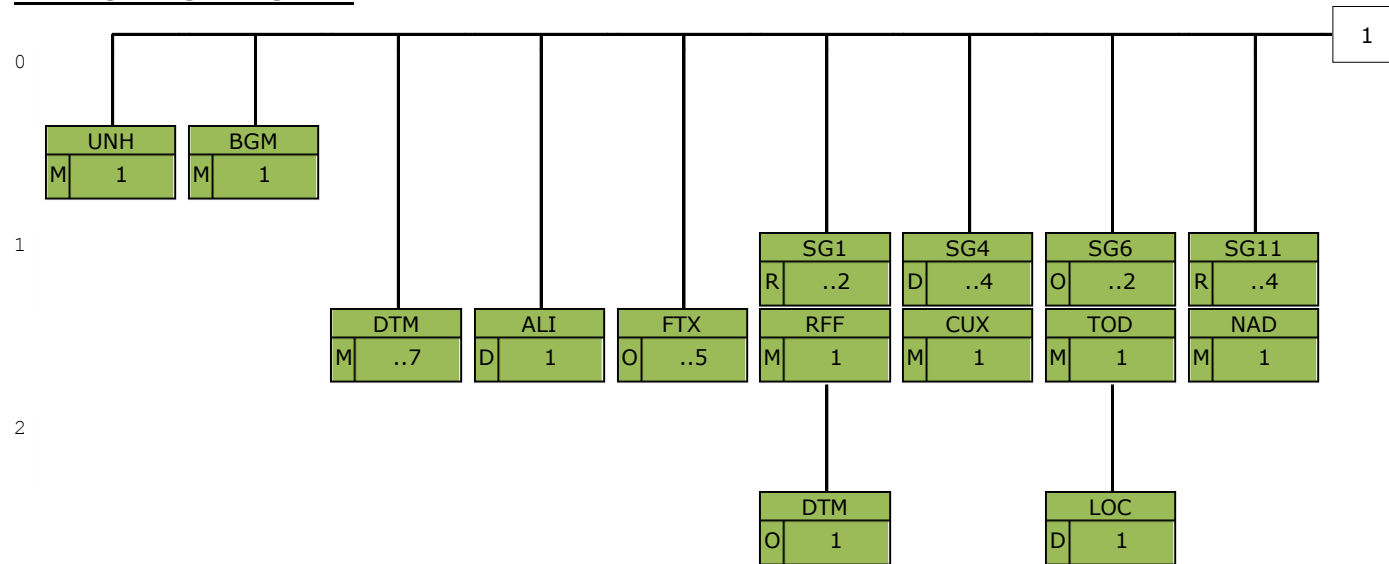 1
0
UNH BGM
M 1 M 1
1
SG1 SG4 SG6 SG11
R ..2 D ..4 O ..2 R ..4
DTM ALI FTX RFF CUX TOD NAD
M ..7 D 1 O ..5 M 1 M 1 M 1 M 1
2
DTM LOC
O 1 D 1